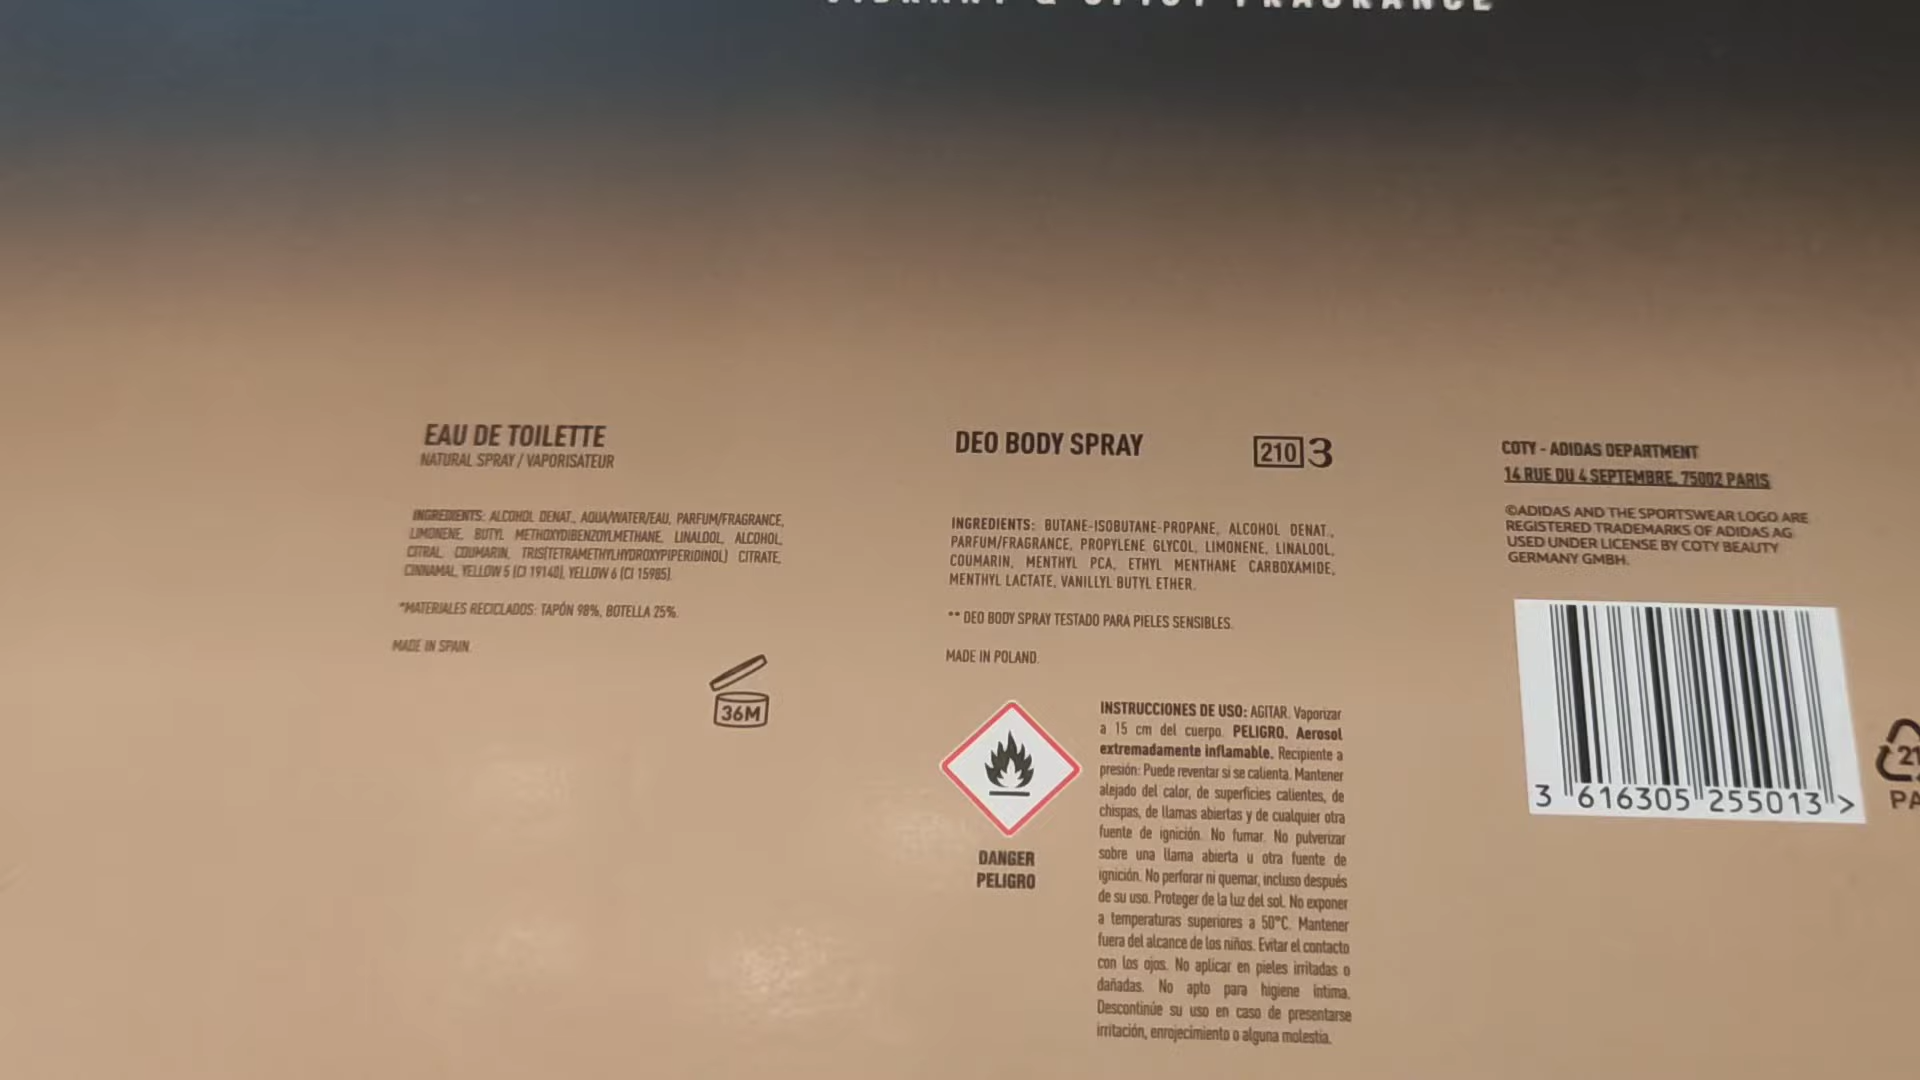 VIBRANT & SPICY FRAGRANCE
EAU DE TOILETTE
NATURAL SPRAY / VAPORISATEUR
INGREDIENTS: ALCOHOL DENAT., AQUA/WATER/EAU, PARFUM/FRAGRANCE,
LIMONENE, BUTYL METHOXYDIBENZOYLMETHANE, LINALOOL, ALCOHOL,
CITRAL, COUMARIN, TRIS(TETRAMETHYLHYDROXYPIPERIDINOL) CITRATE,
CINNAMAL, YELLOW 5 (CI 19140), YELLOW 6 (CI 15985).
*MATERIALES RECICLADOS: TAPÓN 98%, BOTELLA 25%.
MADE IN SPAIN.
36M
DEO BODY SPRAY
210 3
INGREDIENTS: BUTANE-ISOBUTANE-PROPANE, ALCOHOL DENAT.,
PARFUM/FRAGRANCE, PROPYLENE GLYCOL, LIMONENE, LINALOOL,
COUMARIN, MENTHYL PCA, ETHYL MENTHANE CARBOXAMIDE,
MENTHYL LACTATE, VANILLYL BUTYL ETHER.
** DEO BODY SPRAY TESTADO PARA PIELES SENSIBLES.
MADE IN POLAND.
DANGER
PELIGRO
INSTRUCCIONES DE USO: AGITAR. Vaporizar
a 15 cm del cuerpo. PELIGRO. Aerosol
extremadamente inflamable. Recipiente a
presión: Puede reventar si se calienta. Mantener
alejado del calor, de superficies calientes, de
chispas, de llamas abiertas y de cualquier otra
fuente de ignición. No fumar. No pulverizar
sobre una llama abierta u otra fuente de
ignición. No perforar ni quemar, incluso después
de su uso. Proteger de la luz del sol. No exponer
a temperaturas superiores a 50°C. Mantener
fuera del alcance de los niños. Evitar el contacto
con los ojos. No aplicar en pieles irritadas o
dañadas. No apto para higiene íntima.
Descontinúe su uso en caso de presentarse
irritación, enrojecimiento o alguna molestia.
COTY - ADIDAS DEPARTMENT
14 RUE DU 4 SEPTEMBRE, 75002 PARIS
©ADIDAS AND THE SPORTSWEAR LOGO ARE
REGISTERED TRADEMARKS OF ADIDAS AG
USED UNDER LICENSE BY COTY BEAUTY
GERMANY GMBH.
3 616305 255013 >
21
PA